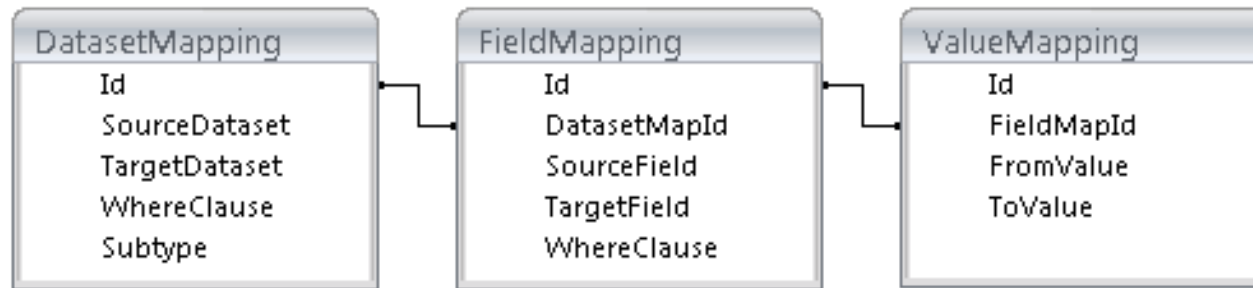 DatasetMapping
Id
SourceDataset
TargetDataset
WhereClause
Subtype
FieldMapping
Id
DatasetMapId
SourceField
TargetField
WhereClause
ValueMapping
Id
FieldMapId
FromValue
ToValue